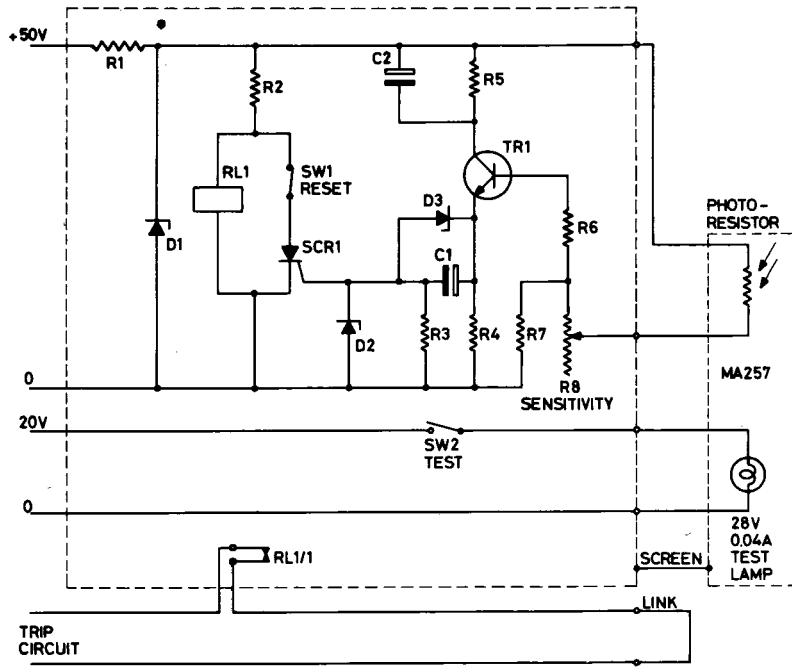 +50V
R1
R2
C2
R5
TR1
RL1
SW1
RESET
D3
R6
PHOTO-
RESISTOR
D1
SCR1
C1
D2
R3
R4
R7
R8
SENSITIVITY
MA257
0
20V
SW2
TEST
0
28V
0.04A
TEST
LAMP
RL1/1
SCREEN
LINK
TRIP
CIRCUIT